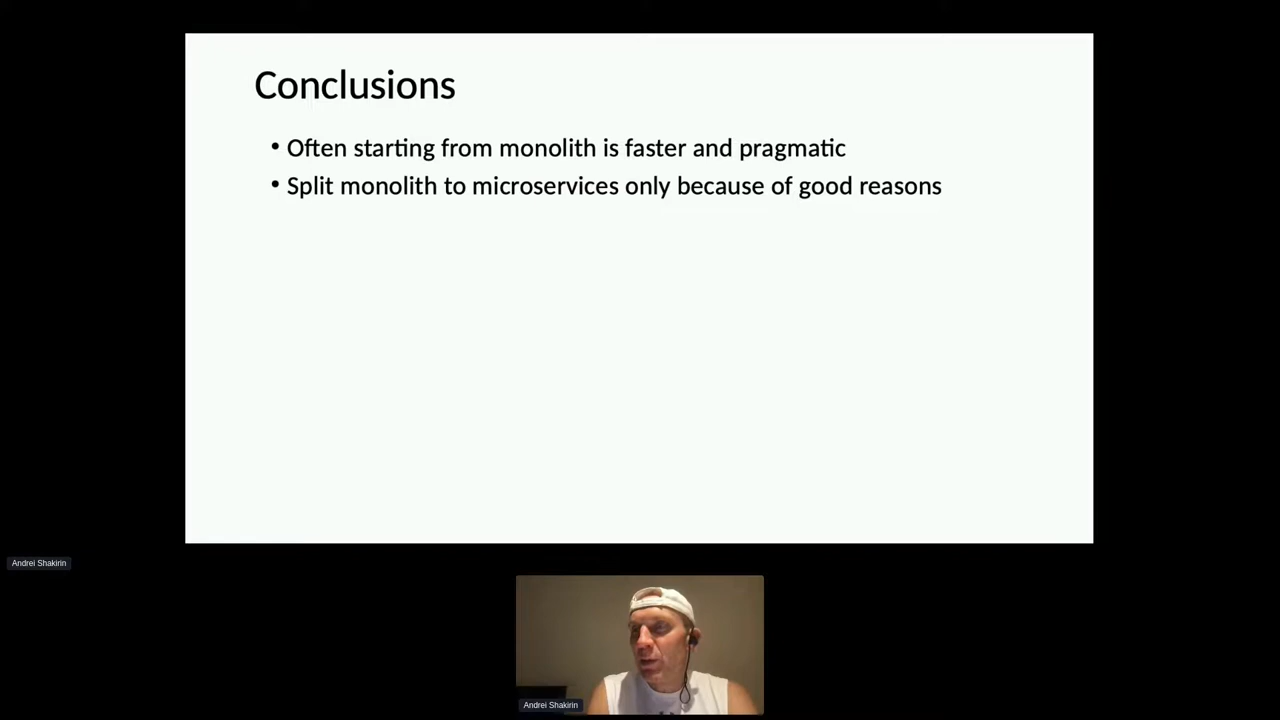 Conclusions
• Often starting from monolith is faster and pragmatic
• Split monolith to microservices only because of good reasons
Andrei Shakirin
Andrei Shakirin